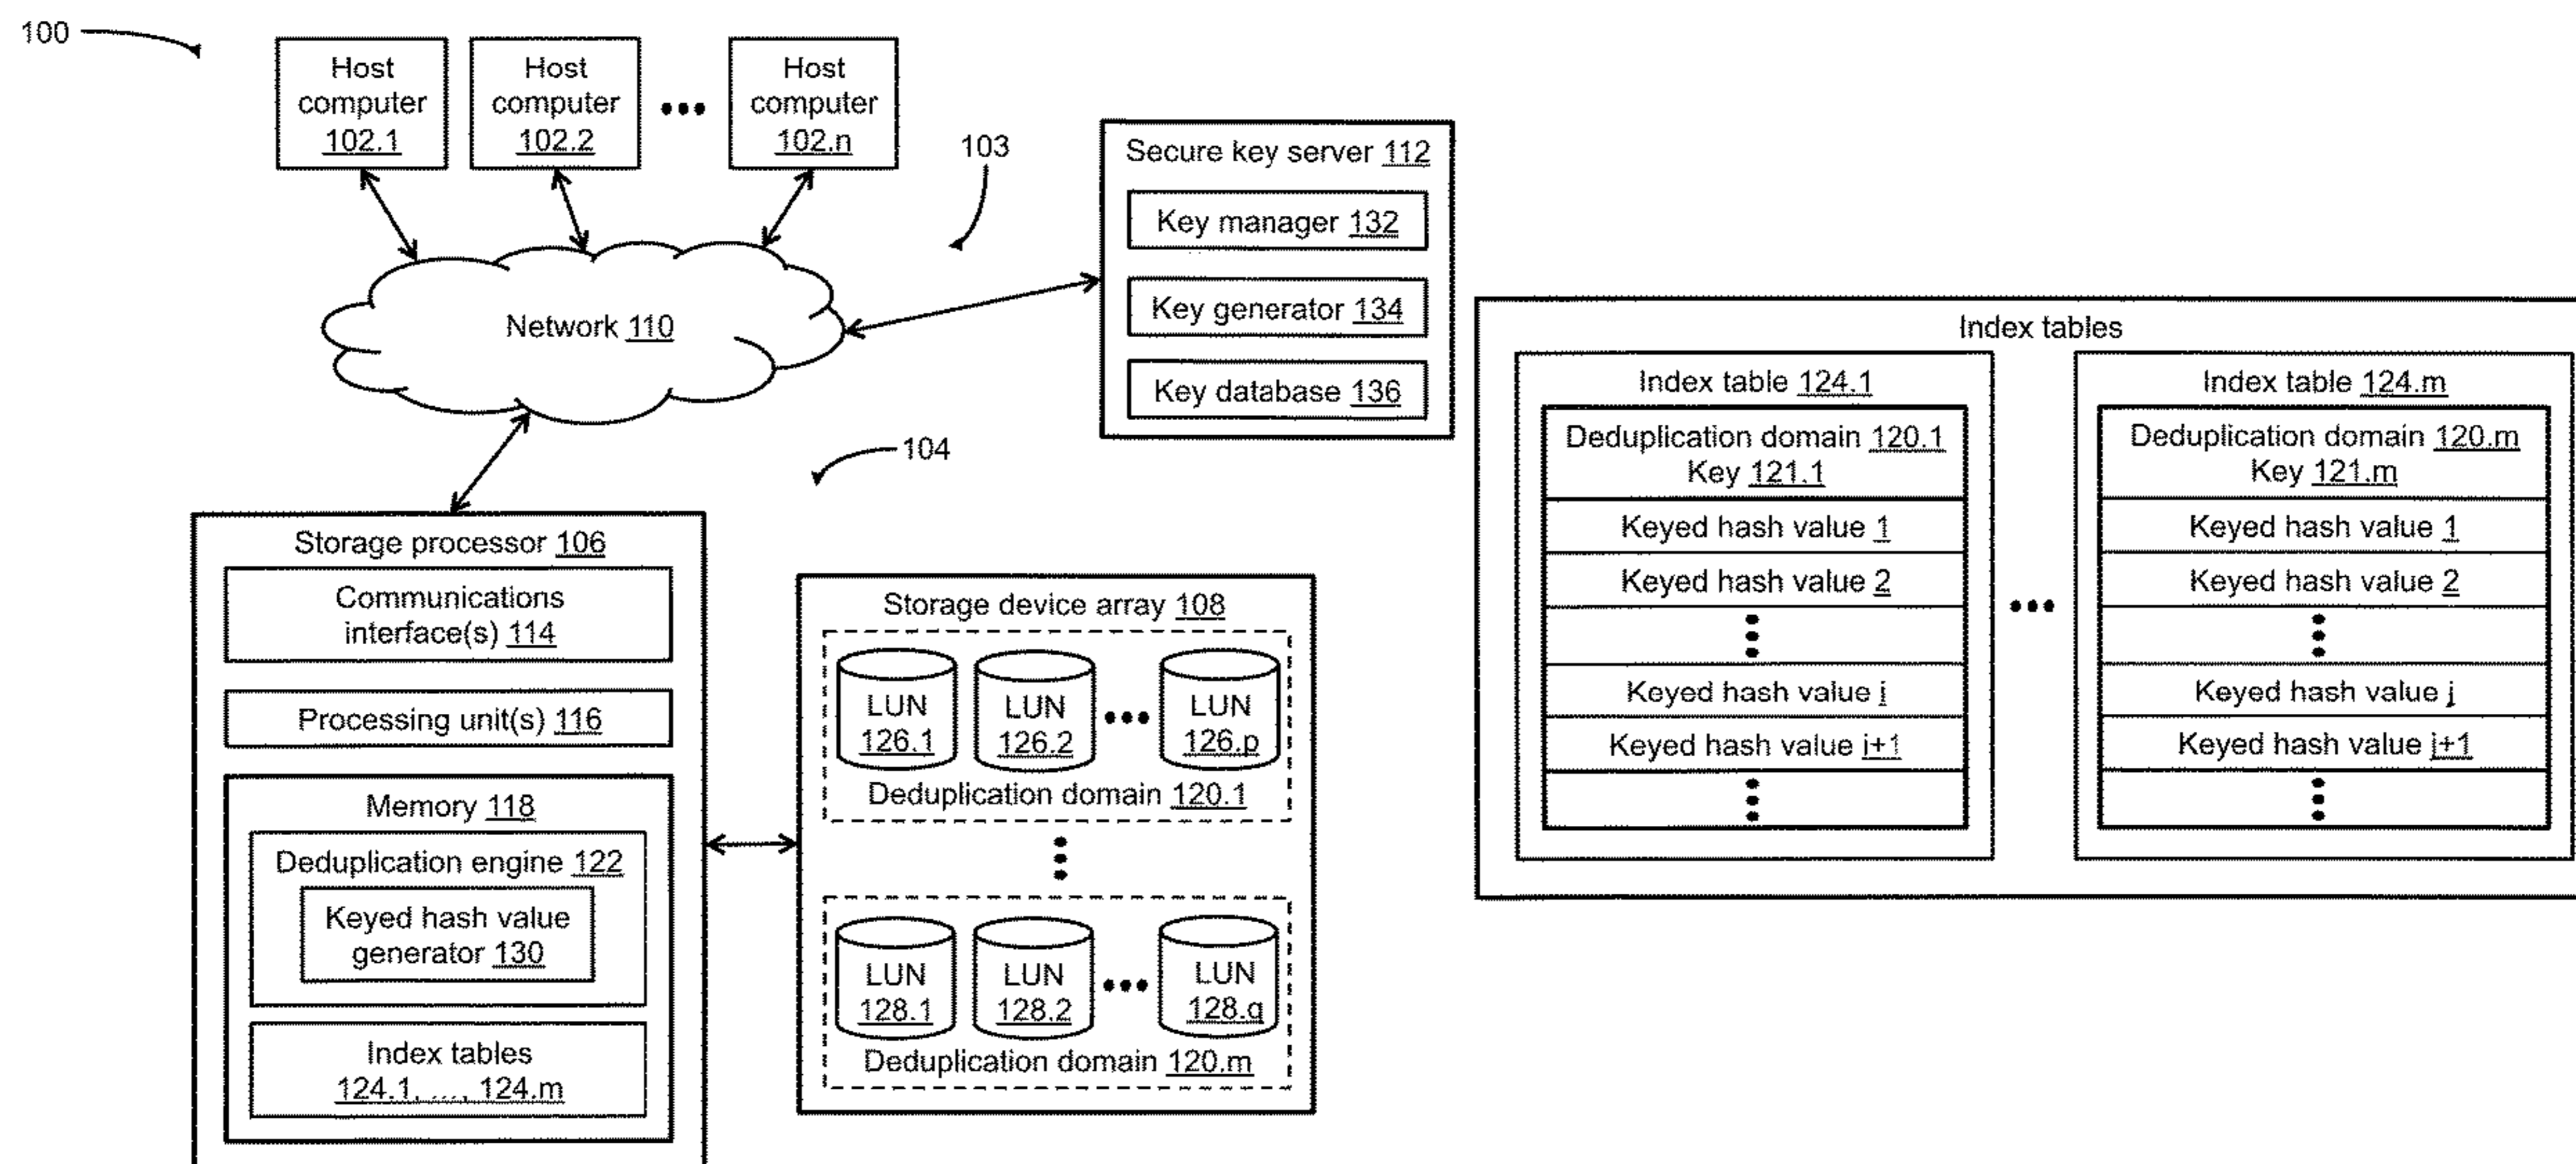 100
Host
computer
102.1
Host
computer
102.2
•••
Host
computer
102.n
103
Network 110
Secure key server 112
Key manager 132
Key generator 134
Key database 136
104
Storage processor 106
Communications
interface(s) 114
Processing unit(s) 116
Memory 118
Deduplication engine 122
Keyed hash value
generator 130
Index tables
124.1, ..., 124.m
Storage device array 108
LUN
126.1
LUN
126.2
•••
LUN
126.p
Deduplication domain 120.1
LUN
128.1
LUN
128.2
•••
LUN
128.q
Deduplication domain 120.m
Index tables
Index table 124.1
Deduplication domain 120.1
Key 121.1
Keyed hash value 1
Keyed hash value 2
Keyed hash value i
Keyed hash value i+1
•••
Index table 124.m
Deduplication domain 120.m
Key 121.m
Keyed hash value 1
Keyed hash value 2
Keyed hash value j
Keyed hash value j+1